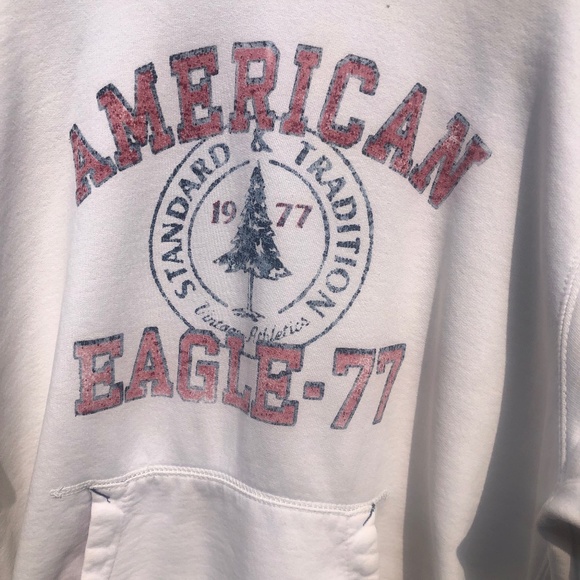 AMERICAN
STANDARD & TRADITION
19 77
Vintage Athletics
EAGLE-77